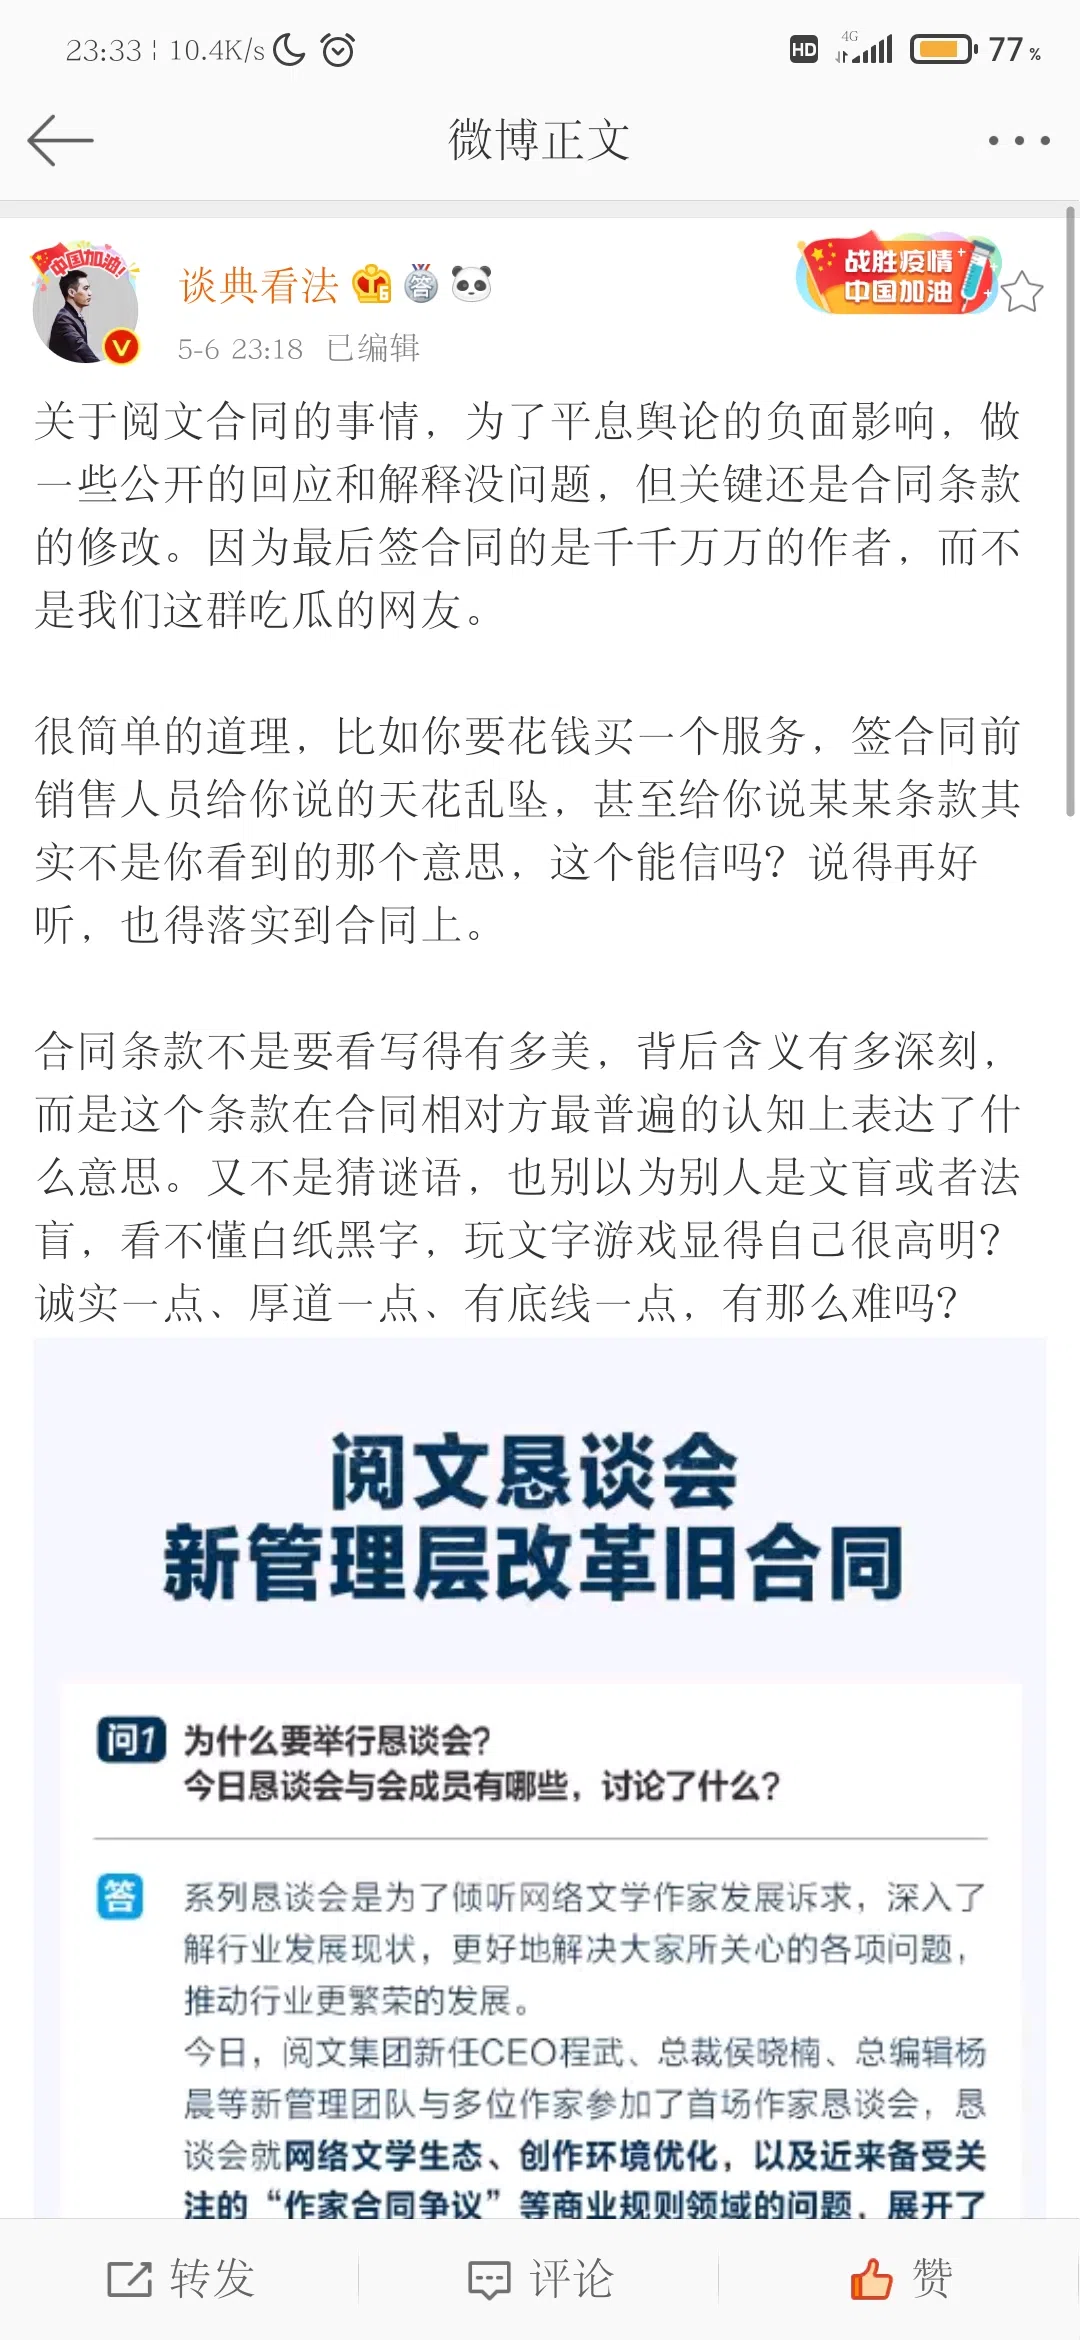 23:33 ¦ 10.4K/s HD 4G 77%
微博正文
中国加油!
谈典看法 6 答
战胜疫情
中国加油
5-6 23:18 已编辑
关于阅文合同的事情，为了平息舆论的负面影响，做
一些公开的回应和解释没问题，但关键还是合同条款
的修改。因为最后签合同的是千千万万的作者，而不
是我们这群吃瓜的网友。
很简单的道理，比如你要花钱买一个服务，签合同前
销售人员给你说的天花乱坠，甚至给你说某某条款其
实不是你看到的那个意思，这个能信吗？说得再好
听，也得落实到合同上。
合同条款不是要看写得有多美，背后含义有多深刻，
而是这个条款在合同相对方最普遍的认知上表达了什
么意思。又不是猜谜语，也别以为别人是文盲或者法
盲，看不懂白纸黑字，玩文字游戏显得自己很高明？
诚实一点、厚道一点、有底线一点，有那么难吗？
阅文恳谈会
新管理层改革旧合同
问1 为什么要举行恳谈会？
今日恳谈会与会成员有哪些，讨论了什么？
答 系列恳谈会是为了倾听网络文学作家发展诉求，深入了
解行业发展现状，更好地解决大家所关心的各项问题，
推动行业更繁荣的发展。
今日，阅文集团新任CEO程武、总裁侯晓楠、总编辑杨
晨等新管理团队与多位作家参加了首场作家恳谈会，恳
谈会就网络文学生态、创作环境优化，以及近来备受关
注的“作家合同争议”等商业规则领域的问题，展开了
转发 评论 赞